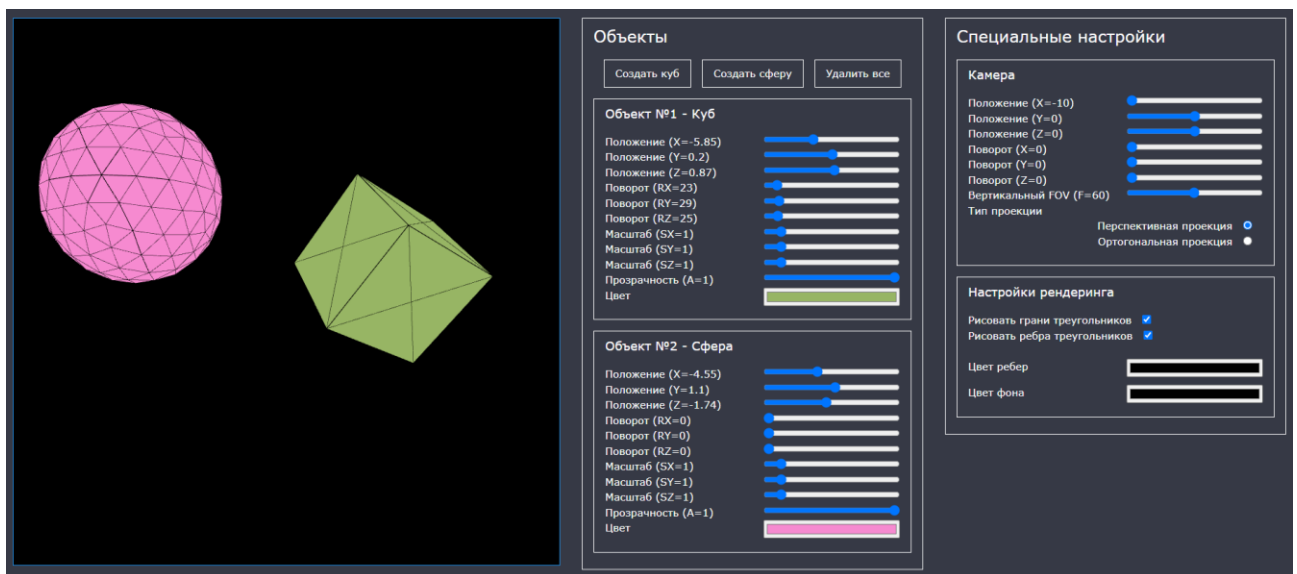 Объекты
Создать куб
Создать сферу
Удалить все
Объект №1 - Куб
Положение (X=-5.85)
Положение (Y=0.2)
Положение (Z=0.87)
Поворот (RX=23)
Поворот (RY=29)
Поворот (RZ=25)
Масштаб (SX=1)
Масштаб (SY=1)
Масштаб (SZ=1)
Прозрачность (A=1)
Цвет
Объект №2 - Сфера
Положение (X=-4.55)
Положение (Y=1.1)
Положение (Z=-1.74)
Поворот (RX=0)
Поворот (RY=0)
Поворот (RZ=0)
Масштаб (SX=1)
Масштаб (SY=1)
Масштаб (SZ=1)
Прозрачность (A=1)
Цвет
Специальные настройки
Камера
Положение (X=-10)
Положение (Y=0)
Положение (Z=0)
Поворот (X=0)
Поворот (Y=0)
Поворот (Z=0)
Вертикальный FOV (F=60)
Тип проекции
Перспективная проекция
Ортогональная проекция
Настройки рендеринга
Рисовать грани треугольников
Рисовать ребра треугольников
Цвет ребер
Цвет фона